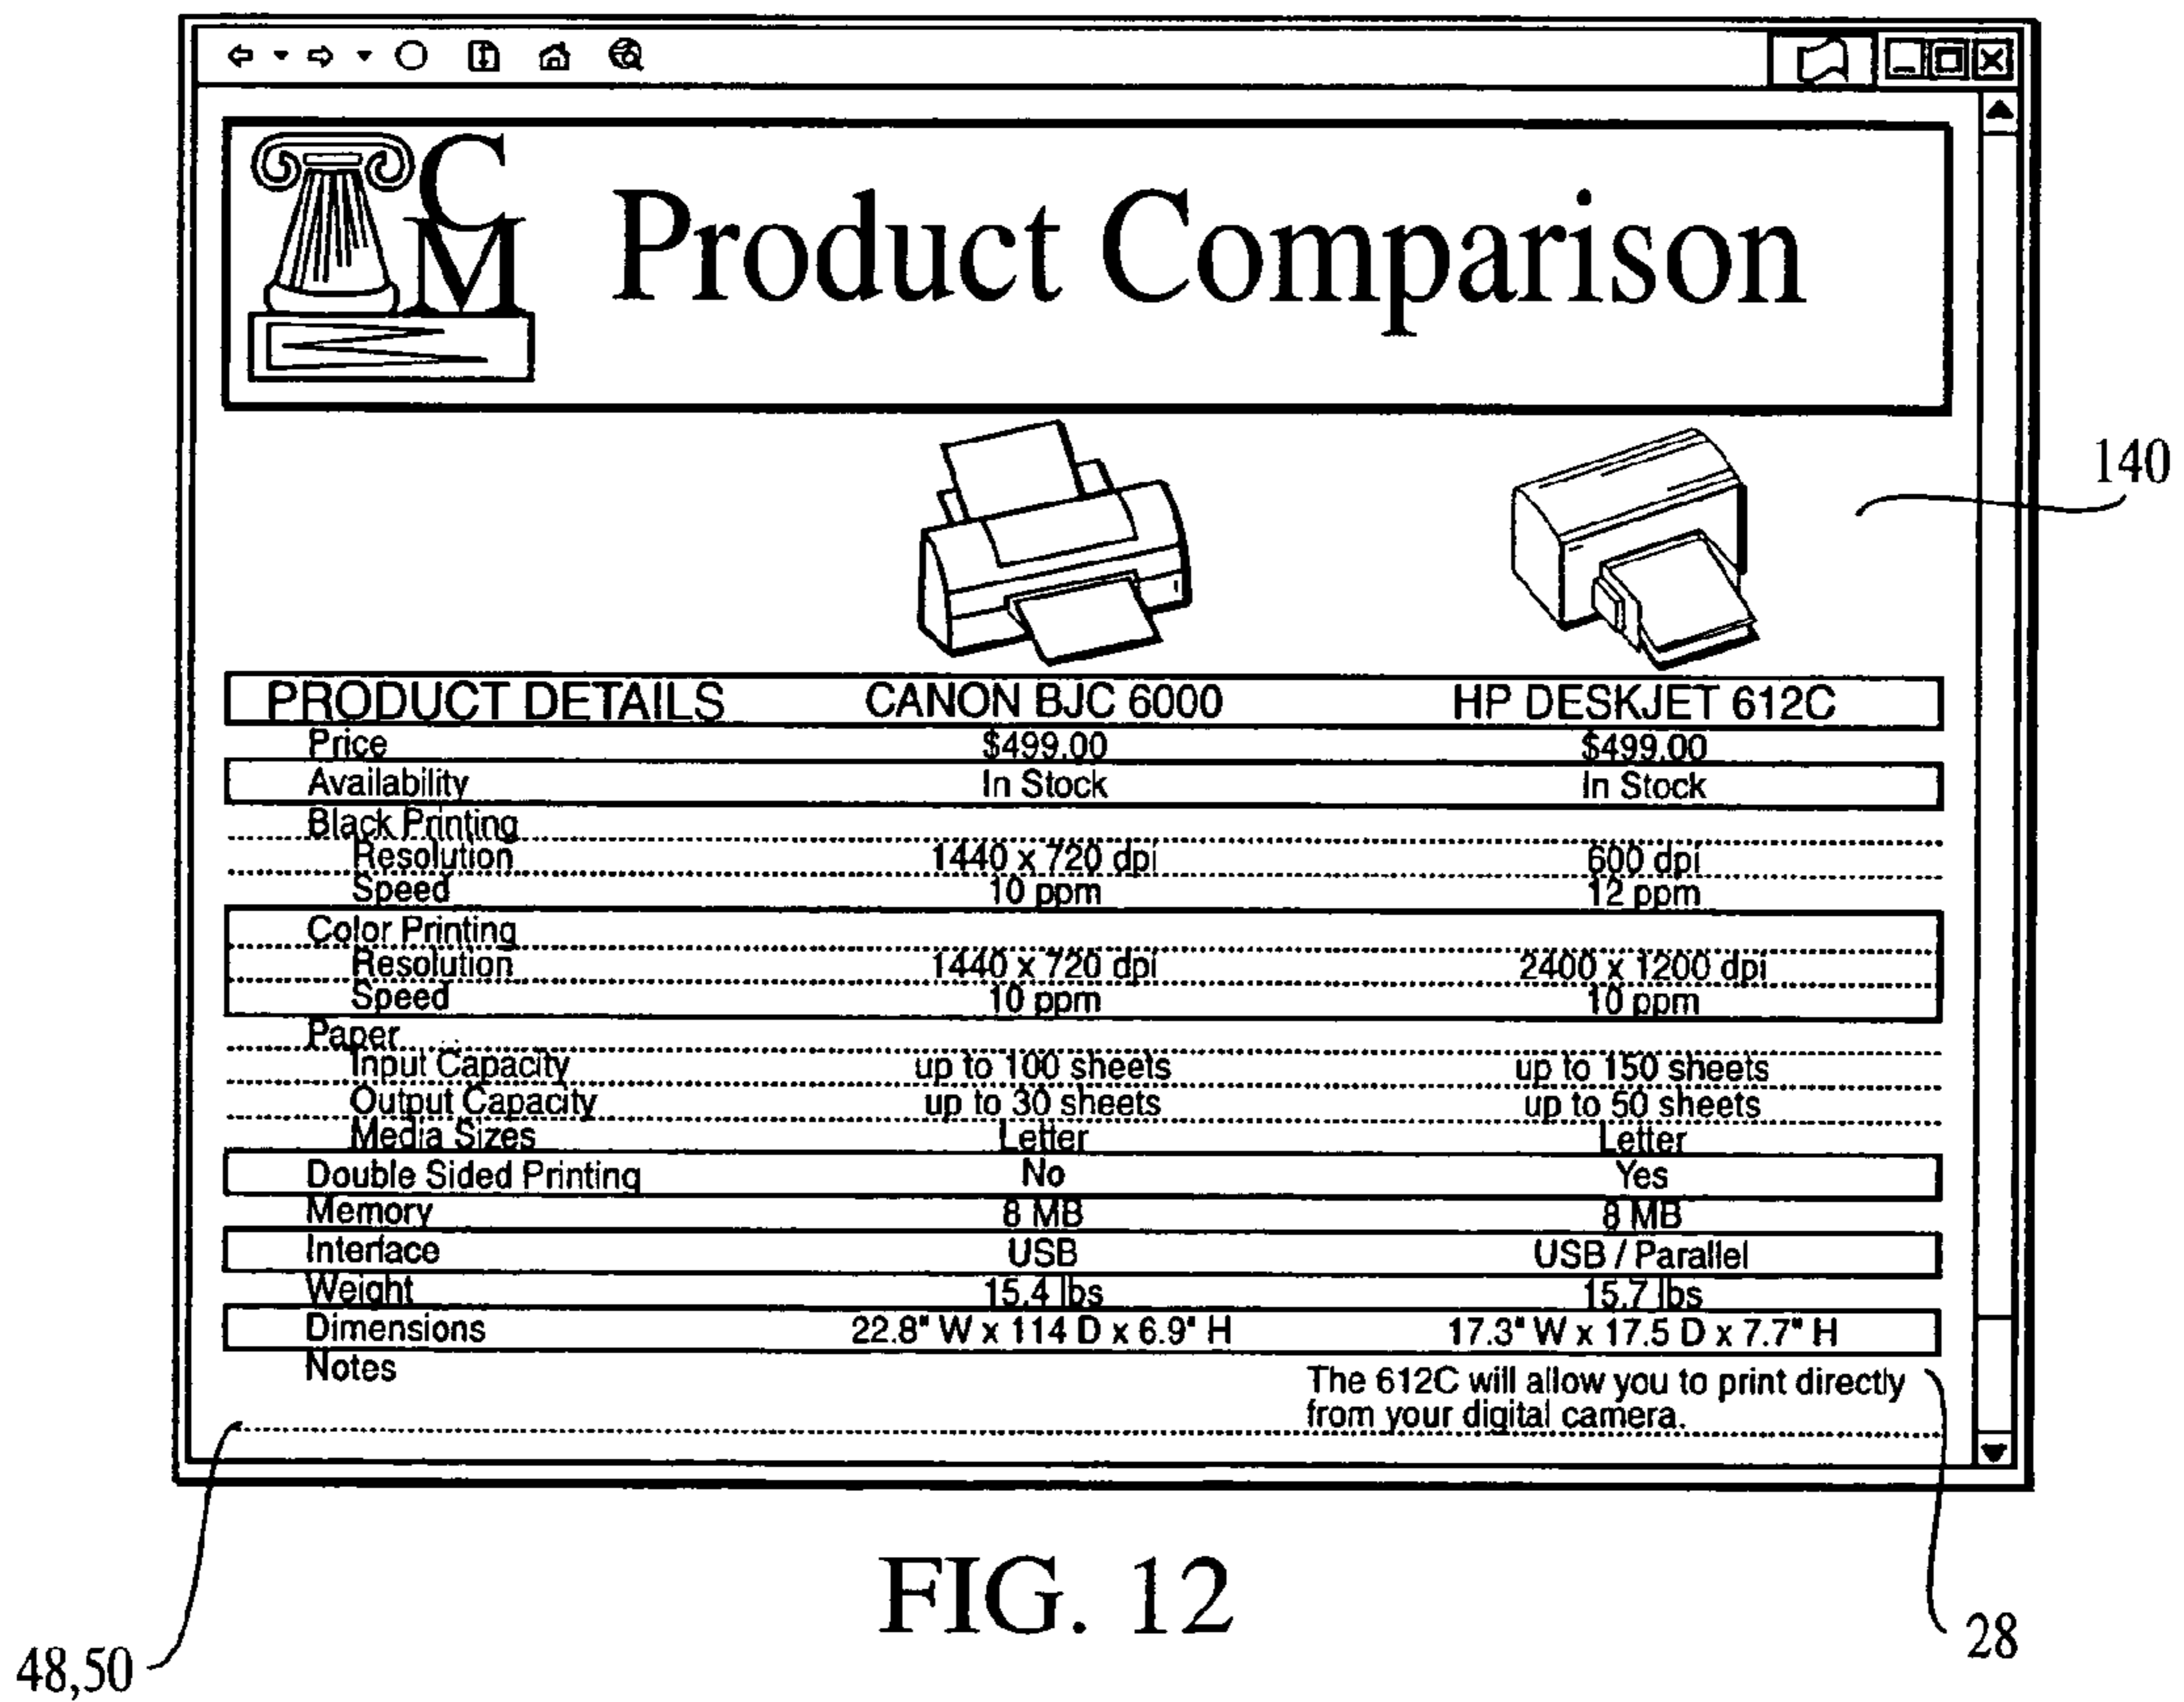 C
M
Product Comparison
140
PRODUCT DETAILS CANON BJC 6000 HP DESKJET 612C
Price $499.00 $499.00
Availability In Stock In Stock
Black Printing
Resolution 1440 x 720 dpi 600 dpi
Speed 10 ppm 12 ppm
Color Printing
Resolution 1440 x 720 dpi 2400 x 1200 dpi
Speed 10 ppm 10 ppm
Paper
Input Capacity up to 100 sheets up to 150 sheets
Output Capacity up to 30 sheets up to 50 sheets
Media Sizes Letter Letter
Double Sided Printing No Yes
Memory 8 MB 8 MB
Interface USB USB / Parallel
Weight 15.4 lbs 15.7 lbs
Dimensions 22.8" W x 114 D x 6.9" H 17.3" W x 17.5 D x 7.7" H
Notes The 612C will allow you to print directly
from your digital camera.
FIG. 12
48,50
28